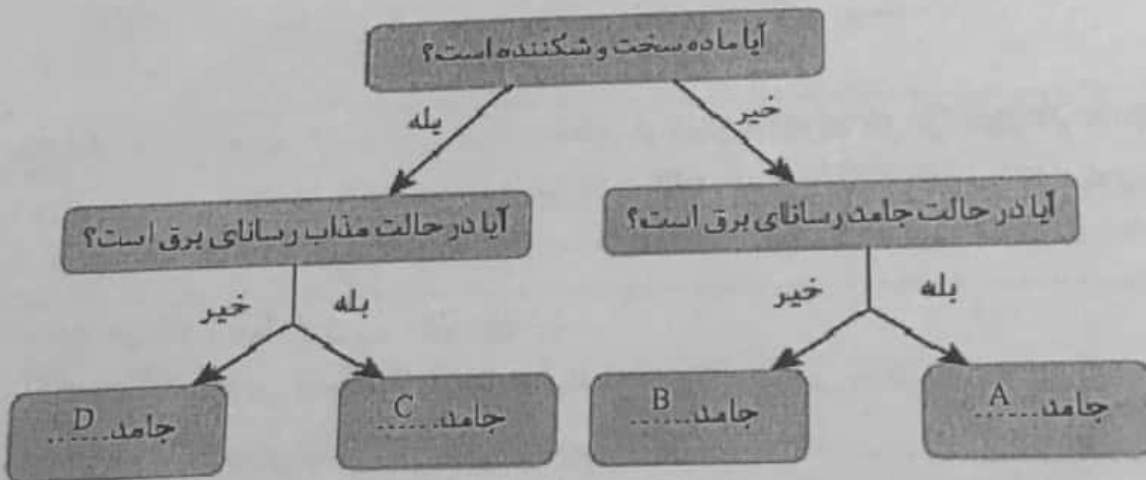 آیا ماده سخت و شکننده است؟
خیر
بله
آیا در حالت جامد رسانای برق است؟
آیا در حالت مذاب رسانای برق است؟
بله
خیر
بله
خیر
جامد......A
جامد......B
جامد......C
جامد......D